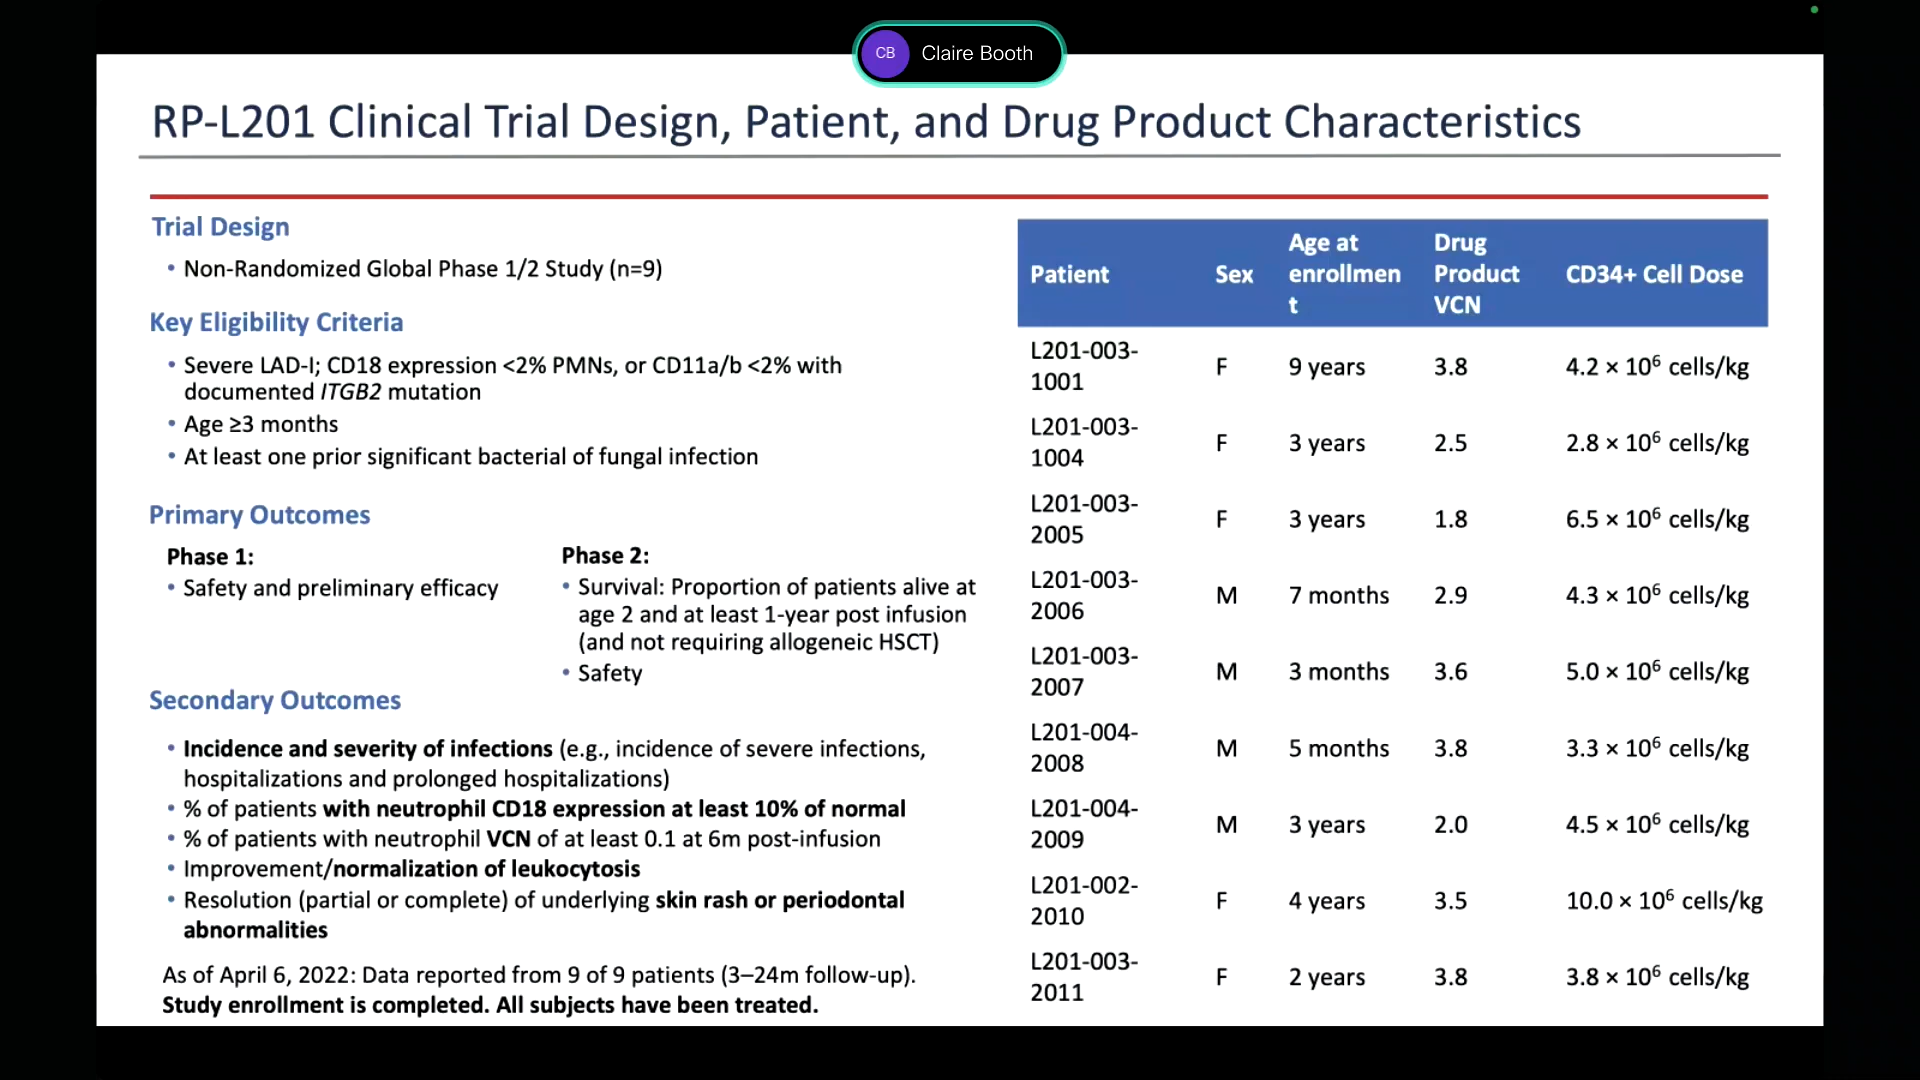 CB Claire Booth
RP-L201 Clinical Trial Design, Patient, and Drug Product Characteristics
Trial Design
• Non-Randomized Global Phase 1/2 Study (n=9)
Key Eligibility Criteria
• Severe LAD-I; CD18 expression <2% PMNs, or CD11a/b <2% with
documented ITGB2 mutation
• Age ≥3 months
• At least one prior significant bacterial of fungal infection
Primary Outcomes
Phase 1:
• Safety and preliminary efficacy
Phase 2:
• Survival: Proportion of patients alive at
age 2 and at least 1-year post infusion
(and not requiring allogeneic HSCT)
• Safety
Secondary Outcomes
• Incidence and severity of infections (e.g., incidence of severe infections,
hospitalizations and prolonged hospitalizations)
• % of patients with neutrophil CD18 expression at least 10% of normal
• % of patients with neutrophil VCN of at least 0.1 at 6m post-infusion
• Improvement/normalization of leukocytosis
• Resolution (partial or complete) of underlying skin rash or periodontal
abnormalities
As of April 6, 2022: Data reported from 9 of 9 patients (3–24m follow-up).
Study enrollment is completed. All subjects have been treated.
Patient
Sex
Age at
enrollmen
t
Drug
Product
VCN
CD34+ Cell Dose
L201-003-
1001
F
9 years
3.8
4.2 × 10⁶ cells/kg
L201-003-
1004
F
3 years
2.5
2.8 × 10⁶ cells/kg
L201-003-
2005
F
3 years
1.8
6.5 × 10⁶ cells/kg
L201-003-
2006
M
7 months
2.9
4.3 × 10⁶ cells/kg
L201-003-
2007
M
3 months
3.6
5.0 × 10⁶ cells/kg
L201-004-
2008
M
5 months
3.8
3.3 × 10⁶ cells/kg
L201-004-
2009
M
3 years
2.0
4.5 × 10⁶ cells/kg
L201-002-
2010
F
4 years
3.5
10.0 × 10⁶ cells/kg
L201-003-
2011
F
2 years
3.8
3.8 × 10⁶ cells/kg